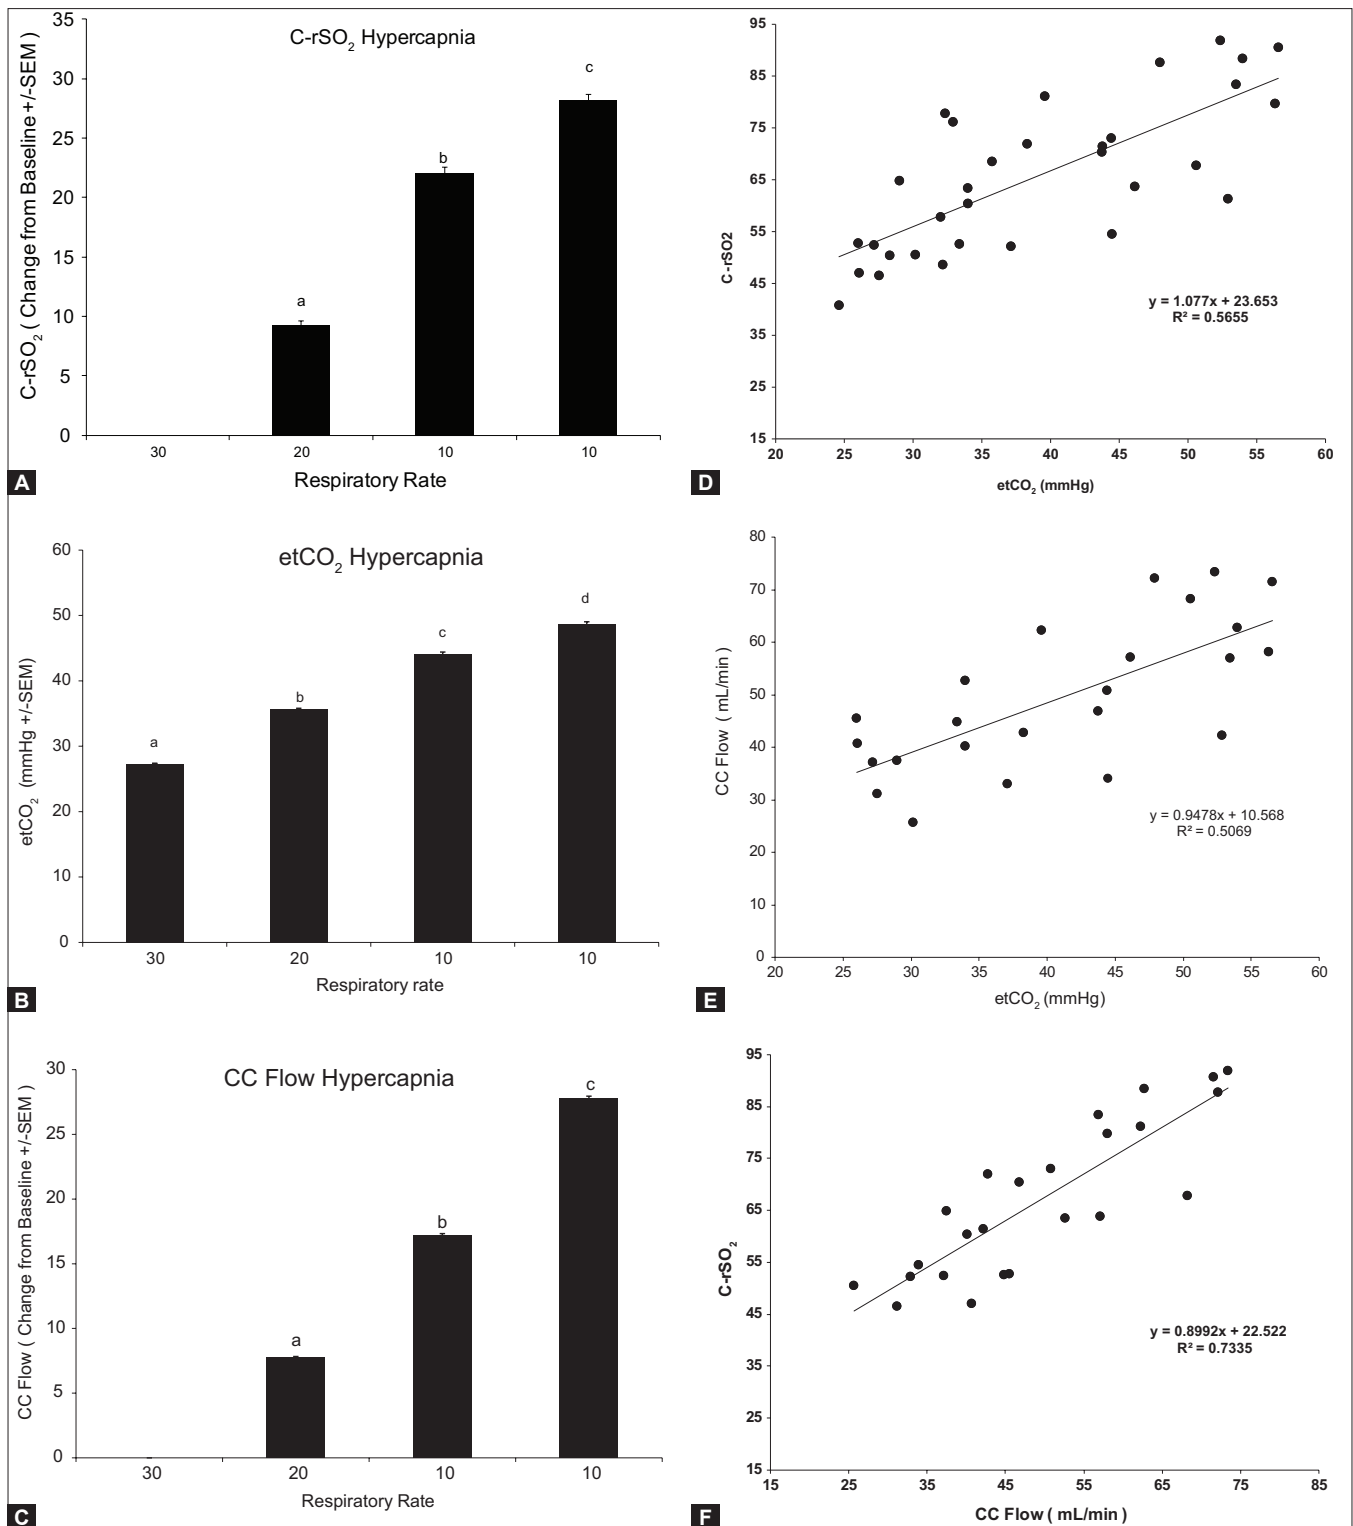 C-rSO₂ Hypercapnia
C-rSO₂ ( Change from Baseline +/-SEM )
35
30
25
20
15
10
5
0
a
b
c
30 20 10 10
Respiratory Rate
A
etCO₂ Hypercapnia
etCO₂ (mmHg +/-SEM)
60
50
40
30
20
10
0
a
b
c
d
30 20 10 10
Respiratory rate
B
CC Flow Hypercapnia
CC Flow ( Change from Baseline +/-SEM )
30
25
20
15
10
5
0
a
b
c
30 20 10 10
Respiratory Rate
C
C-rSO2
95
85
75
65
55
45
35
25
15
y = 1.077x + 23.653
R² = 0.5655
20 25 30 35 40 45 50 55 60
etCO₂ (mmHg)
D
CC Flow ( mL/min)
80
70
60
50
40
30
20
10
0
y = 0.9478x + 10.568
R² = 0.5069
20 25 30 35 40 45 50 55 60
etCO₂ (mmHg)
E
C-rSO₂
95
85
75
65
55
45
35
25
15
y = 0.8992x + 22.522
R² = 0.7335
15 25 35 45 55 65 75 85
CC Flow ( mL/min )
F